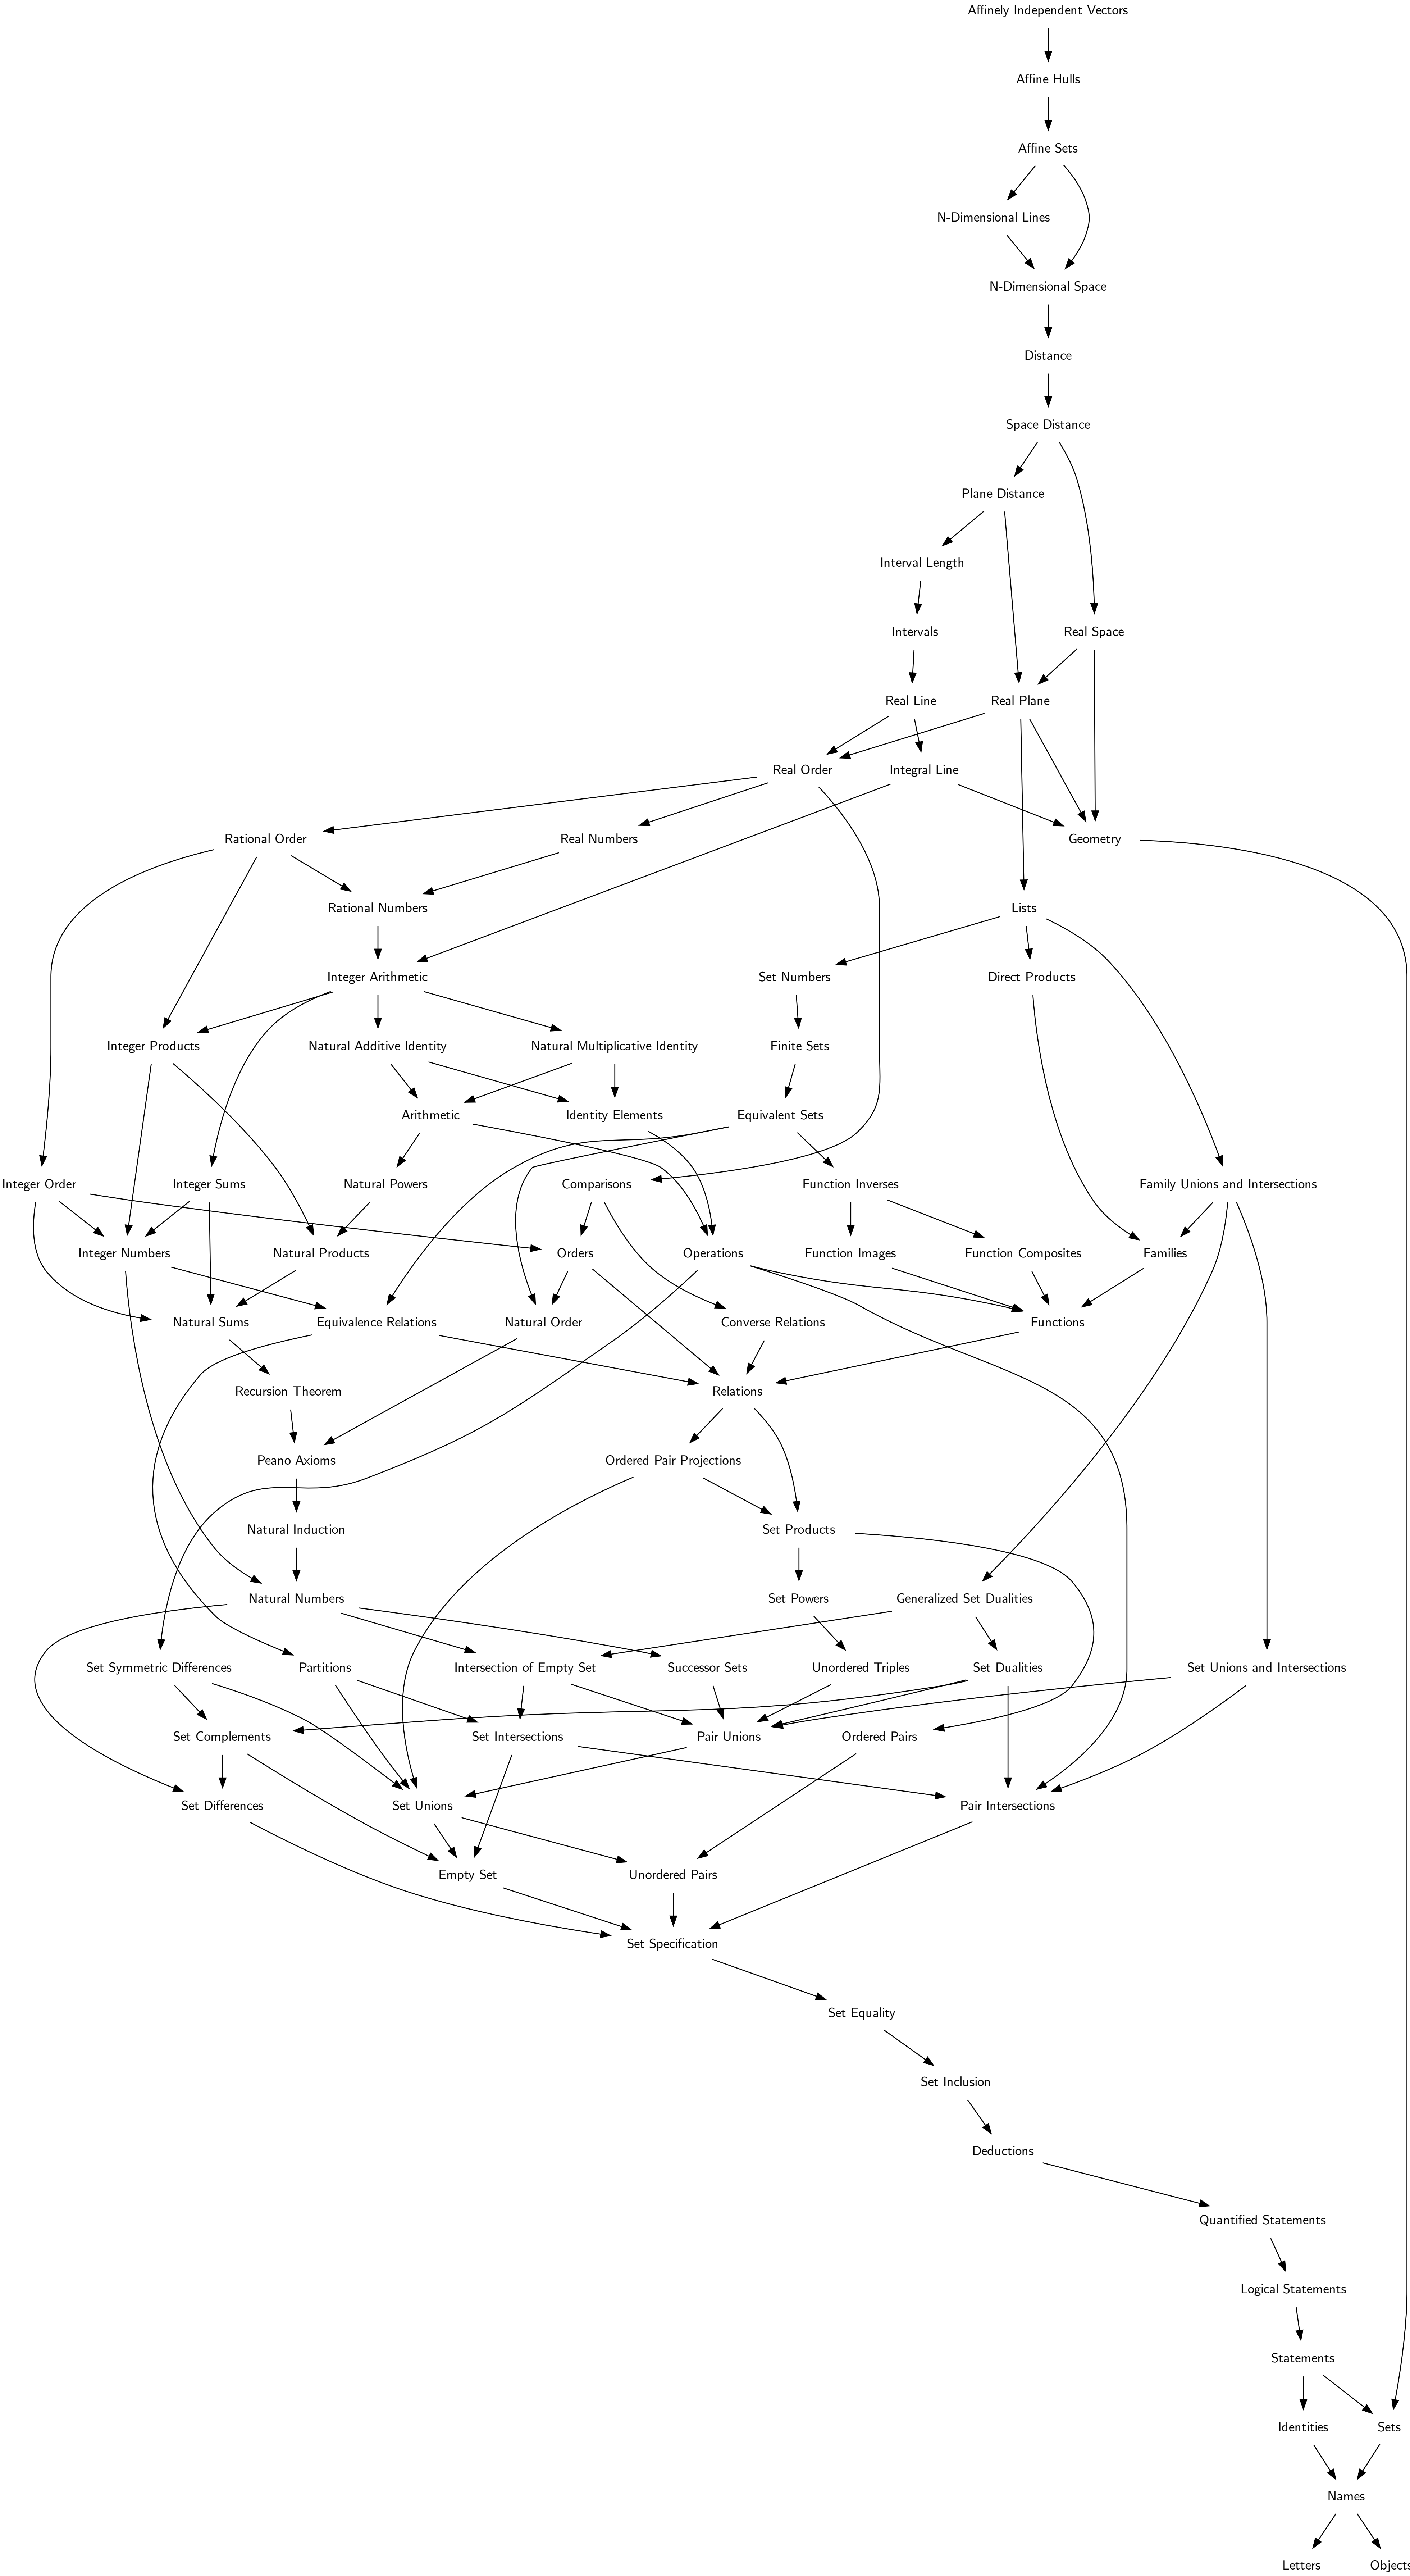 Affinely Independent Vectors
Affine Hulls
Affine Sets
N-Dimensional Lines
N-Dimensional Space
Distance
Space Distance
Plane Distance
Interval Length
Intervals
Real Space
Real Line
Real Plane
Real Order
Integral Line
Rational Order
Real Numbers
Geometry
Rational Numbers
Lists
Integer Arithmetic
Set Numbers
Direct Products
Integer Products
Natural Additive Identity
Natural Multiplicative Identity
Finite Sets
Arithmetic
Identity Elements
Equivalent Sets
Integer Order
Integer Sums
Natural Powers
Comparisons
Function Inverses
Family Unions and Intersections
Integer Numbers
Natural Products
Orders
Operations
Function Images
Function Composites
Families
Natural Sums
Equivalence Relations
Natural Order
Converse Relations
Functions
Recursion Theorem
Relations
Peano Axioms
Ordered Pair Projections
Natural Induction
Set Products
Natural Numbers
Set Powers
Generalized Set Dualities
Set Symmetric Differences
Partitions
Intersection of Empty Set
Successor Sets
Unordered Triples
Set Dualities
Set Unions and Intersections
Set Complements
Set Intersections
Pair Unions
Ordered Pairs
Set Differences
Set Unions
Pair Intersections
Empty Set
Unordered Pairs
Set Specification
Set Equality
Set Inclusion
Deductions
Quantified Statements
Logical Statements
Statements
Identities
Sets
Names
Letters
Objects